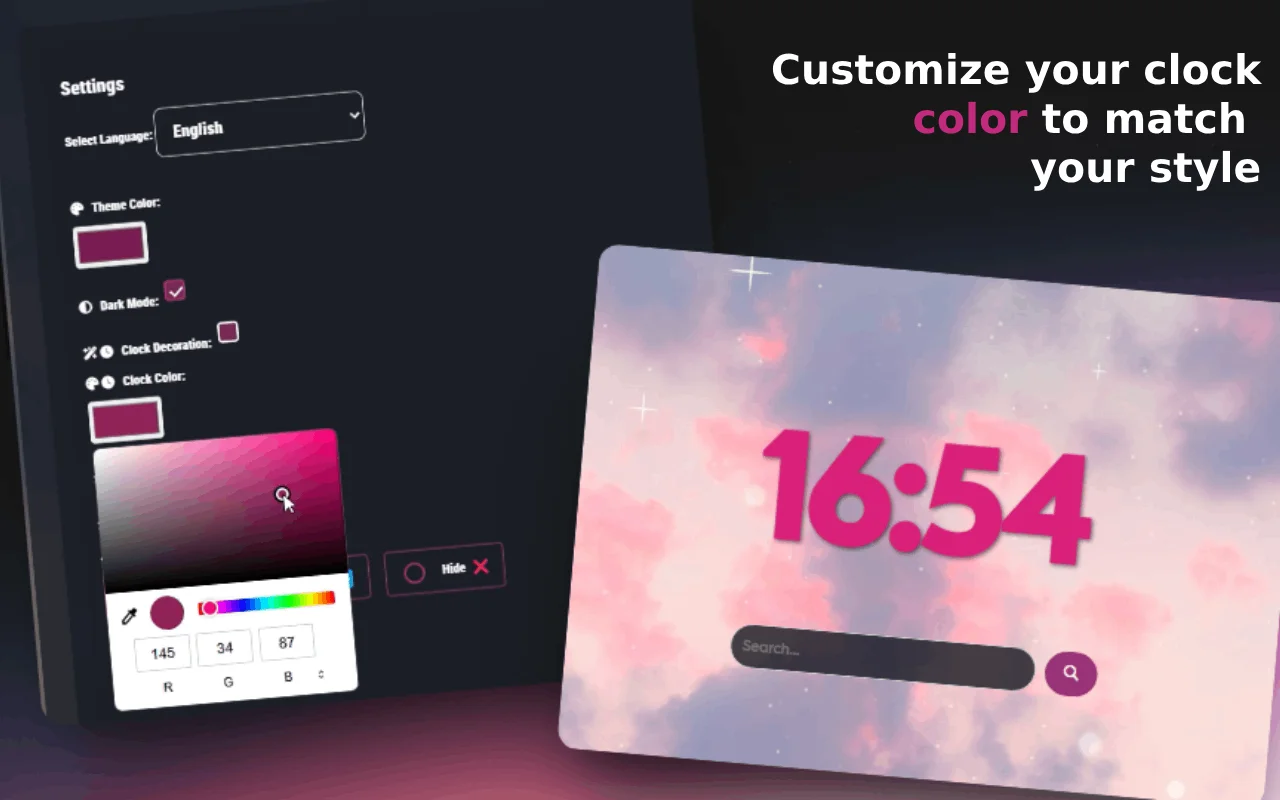 Customize your clock
color to match
your style
Settings
Select Language:
English
Theme Color:
Dark Mode:
Clock Decoration:
Clock Color:
Hide
145 34 87
R G B
16:54
Search...